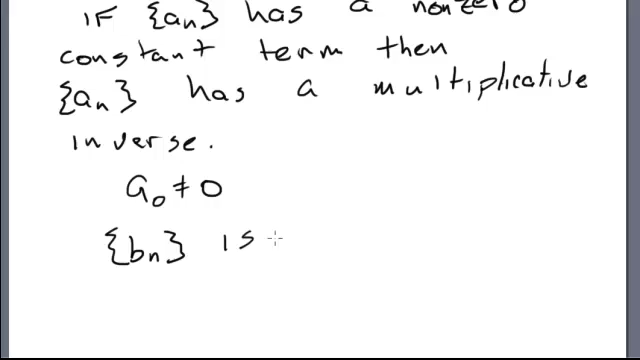 if {aₙ} has a nonzero
constant term then
{aₙ} has a multiplicative
inverse.
a₀ ≠ 0
{bₙ} is